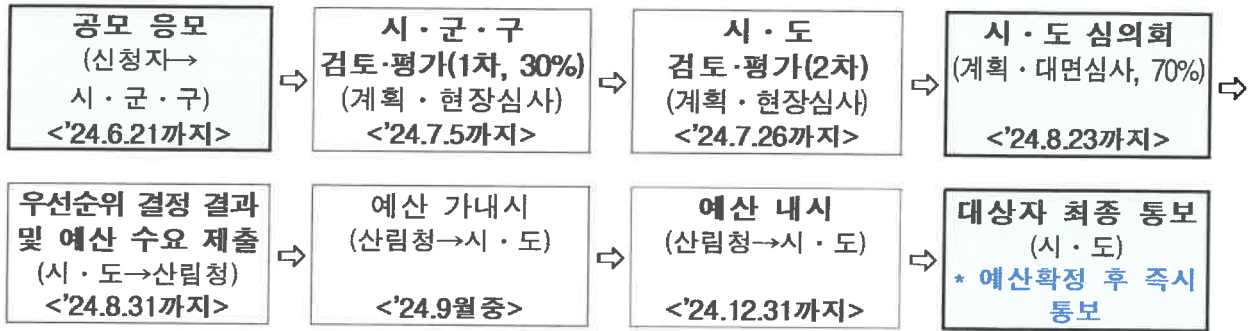 공모 응모
(신청자→
시・군・구)
<'24.6.21까지>
시・군・구
검토·평가(1차, 30%)
(계획・현장심사)
<'24.7.5까지>
시・도
검토·평가(2차)
(계획・현장심사)
<'24.7.26까지>
시・도 심의회
(계획・대면심사, 70%)
<'24.8.23까지>
우선순위 결정 결과
및 예산 수요 제출
(시・도→산림청)
<'24.8.31까지>
예산 가내시
(산림청→시・도)
<'24.9월중>
예산 내시
(산림청→시・도)
<'24.12.31까지>
대상자 최종 통보
(시・도)
* 예산확정 후 즉시
통보